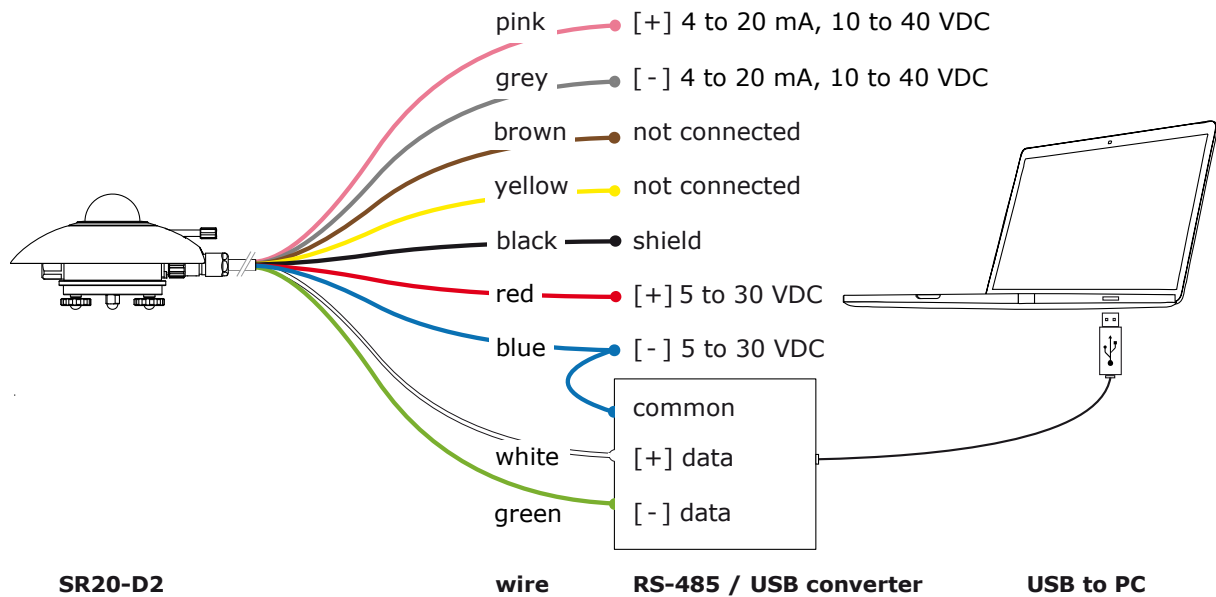 pink [+] 4 to 20 mA, 10 to 40 VDC
grey [-] 4 to 20 mA, 10 to 40 VDC
brown not connected
yellow not connected
black shield
red [+] 5 to 30 VDC
blue [-] 5 to 30 VDC
common
white [+] data
green [-] data
SR20-D2 wire RS-485 / USB converter USB to PC